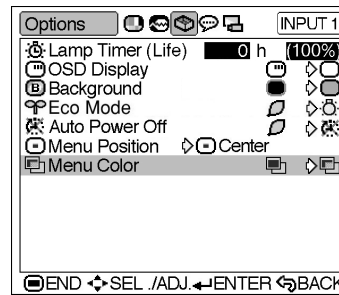 Options INPUT 1
Lamp Timer (Life) 0 h (100%)
OSD Display
B Background
Eco Mode
Auto Power Off
Menu Position Center
Menu Color
END SEL ./ADJ. ENTER BACK